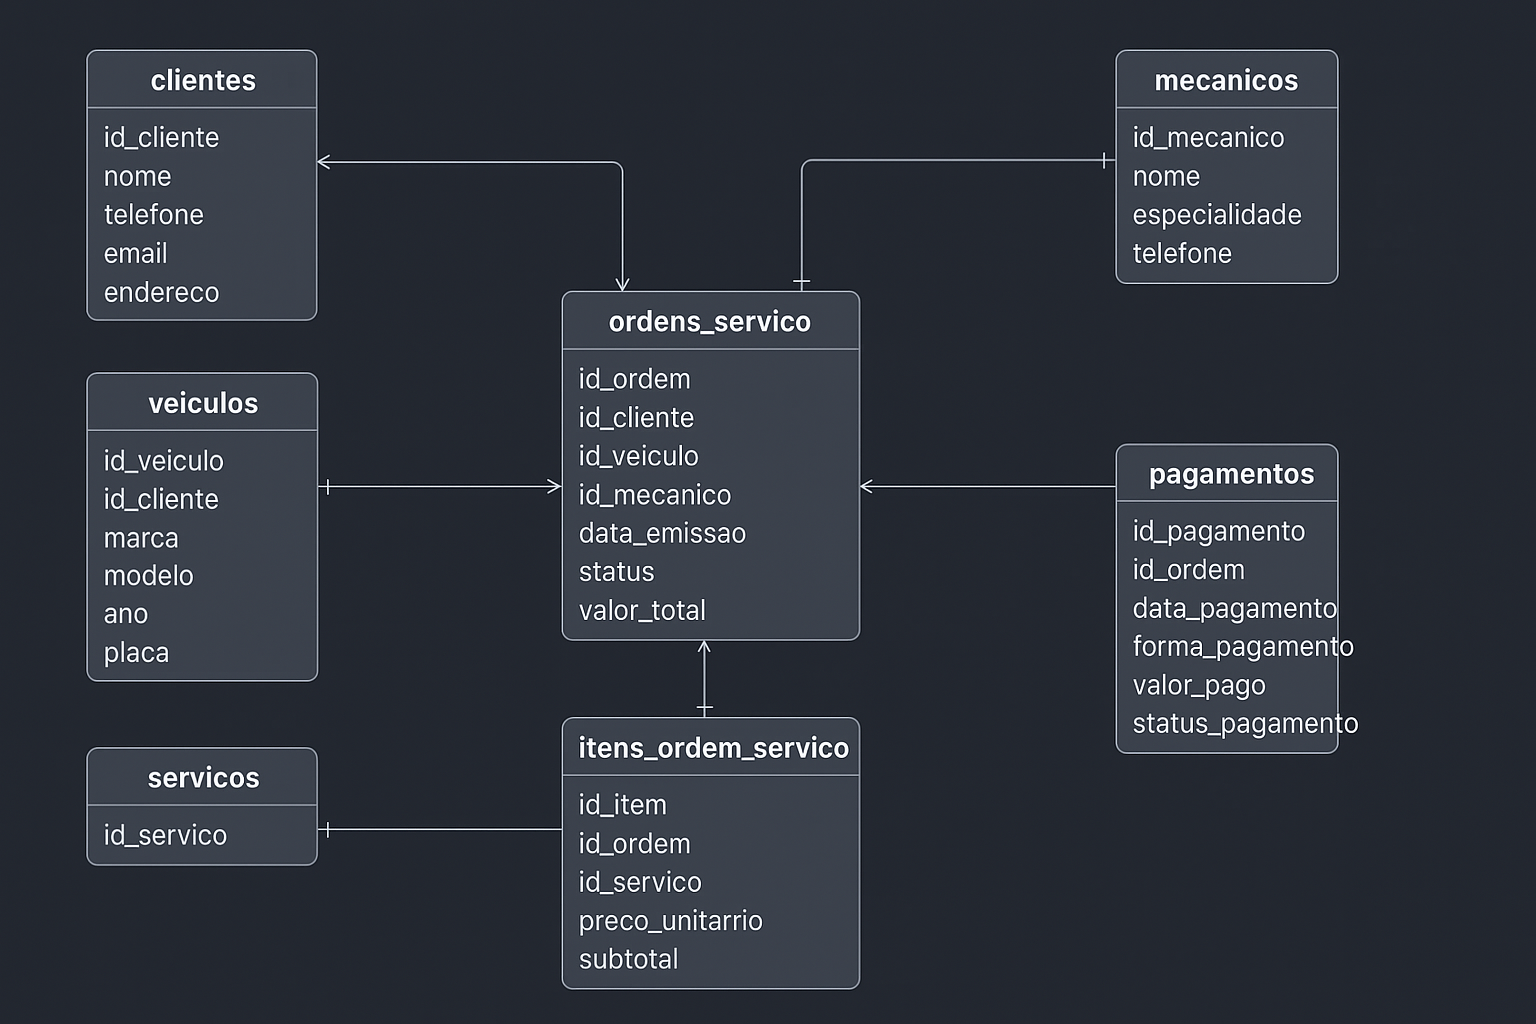 clientes
id_cliente
nome
telefone
email
endereco
mecanicos
id_mecanico
nome
especialidade
telefone
ordens_servico
id_ordem
id_cliente
id_veiculo
id_mecanico
data_emissao
status
valor_total
veiculos
id_veiculo
id_cliente
marca
modelo
ano
placa
pagamentos
id_pagamento
id_ordem
data_pagamento
forma_pagamento
valor_pago
status_pagamento
servicos
id_servico
itens_ordem_servico
id_item
id_ordem
id_servico
preco_unitarrio
subtotal